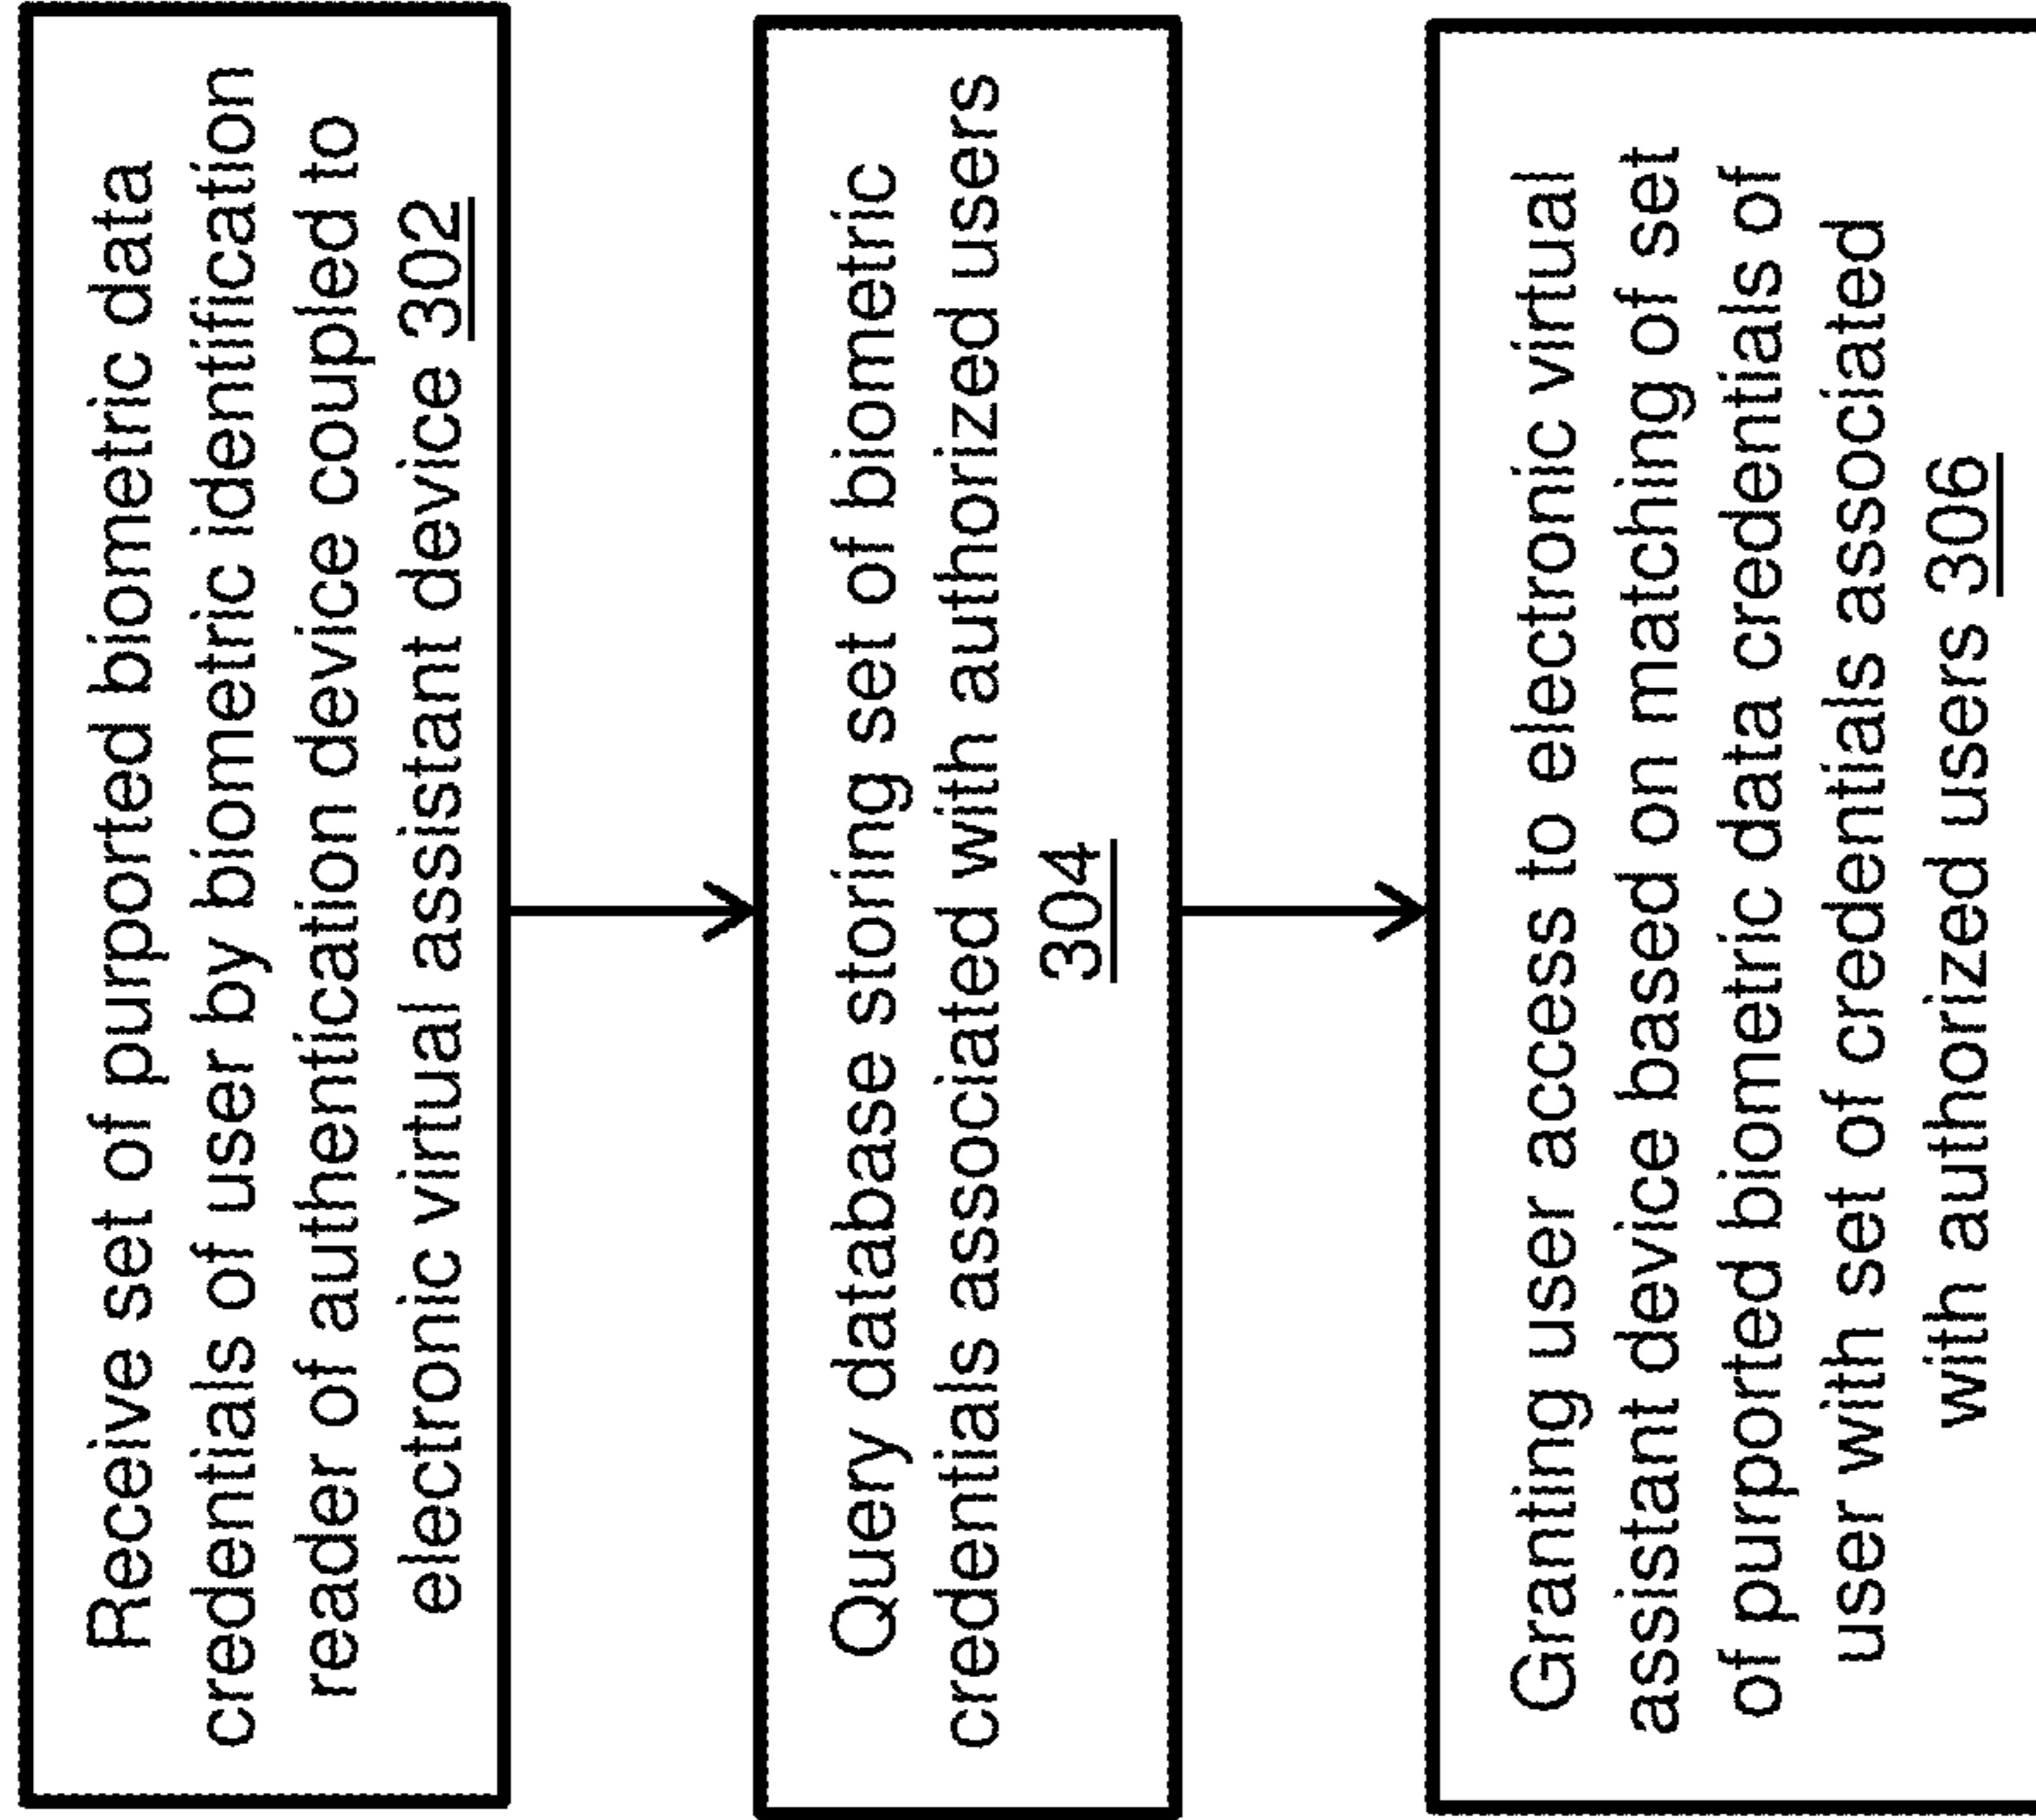 Receive set of purported biometric data
credentials of user by biometric identification
reader of authentication device coupled to
electronic virtual assistant device 302
Query database storing set of biometric
credentials associated with authorized users
304
Granting user access to electronic virtual
assistant device based on matching of set
of purported biometric data credentials of
user with set of credentials associated
with authorized users 306